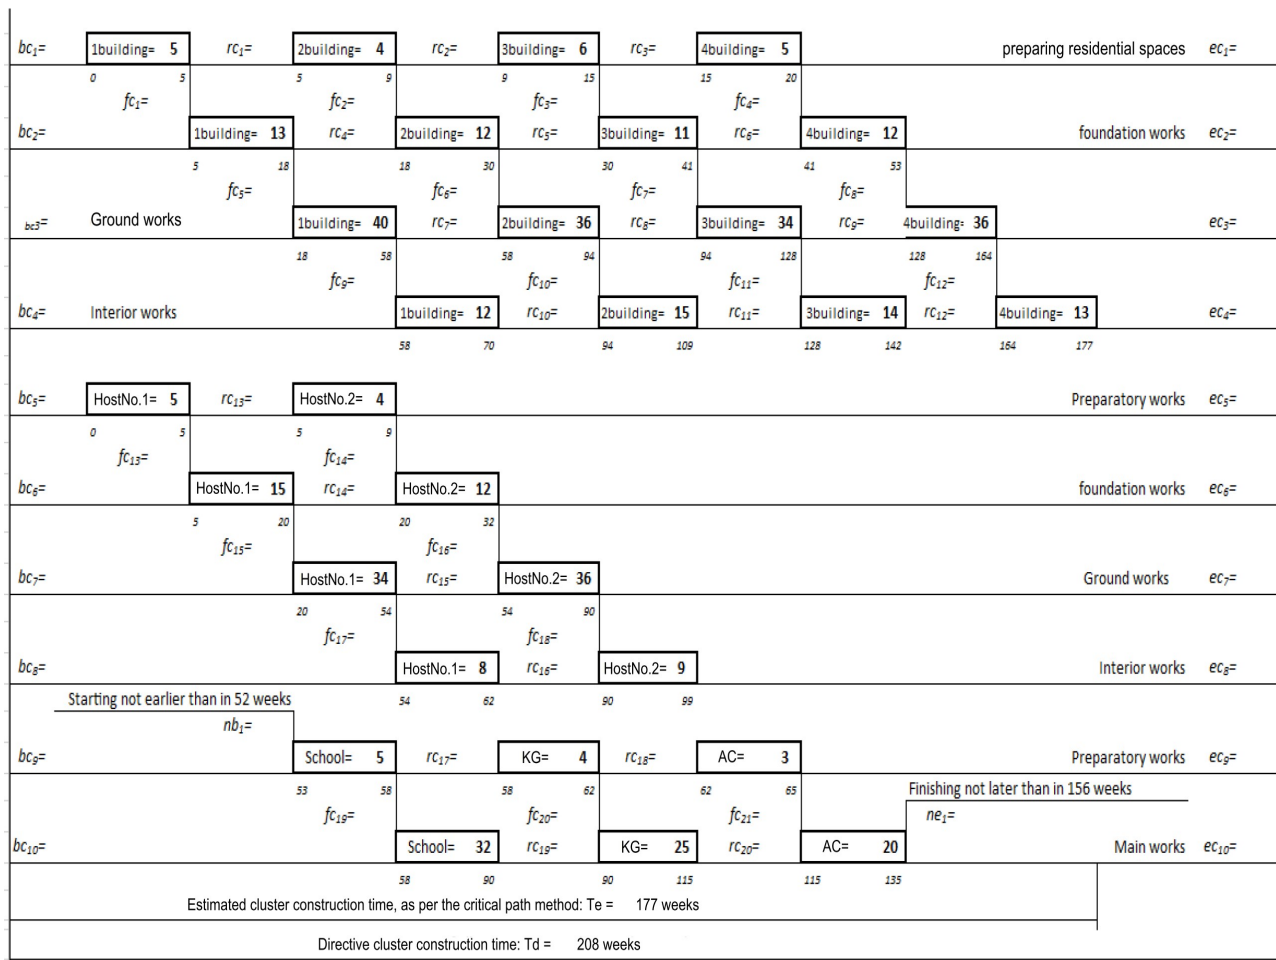 bc₁= 1building= 5 rc₁= 2building= 4 rc₂= 3building= 6 rc₃= 4building= 5 preparing residential spaces ec₁=
0 5 5 9 9 15 15 20
fc₁= fc₂= fc₃= fc₄=
bc₂= 1building= 13 rc₄= 2building= 12 rc₅= 3building= 11 rc₆= 4building= 12 foundation works ec₂=
5 18 18 30 30 41 41 53
fc₅= fc₆= fc₇= fc₈=
bc3= Ground works 1building= 40 rc₇= 2building= 36 rc₈= 3building= 34 rc₉= 4building= 36 ec₃=
18 58 58 94 94 128 128 164
fc₉= fc₁₀= fc₁₁= fc₁₂=
bc₄= Interior works 1building= 12 rc₁₀= 2building= 15 rc₁₁= 3building= 14 rc₁₂= 4building= 13 ec₄=
58 70 94 109 128 142 164 177
bc₅= HostNo.1= 5 rc₁₃= HostNo.2= 4 Preparatory works ec₅=
0 5 5 9
fc₁₃= fc₁₄=
bc₆= HostNo.1= 15 rc₁₄= HostNo.2= 12 foundation works ec₆=
5 20 20 32
fc₁₅= fc₁₆=
bc₇= HostNo.1= 34 rc₁₅= HostNo.2= 36 Ground works ec₇=
20 54 54 90
fc₁₇= fc₁₈=
bc₈= HostNo.1= 8 rc₁₆= HostNo.2= 9 Interior works ec₈=
Starting not earlier than in 52 weeks 54 62 90 99
nb₁=
bc₉= School= 5 rc₁₇= KG= 4 rc₁₈= AC= 3 Preparatory works ec₉=
53 58 58 62 62 65 Finishing not later than in 156 weeks
fc₁₉= fc₂₀= fc₂₁= ne₁=
bc₁₀= School= 32 rc₁₉= KG= 25 rc₂₀= AC= 20 Main works ec₁₀=
58 90 90 115 115 135
Estimated cluster construction time, as per the critical path method: Te = 177 weeks
Directive cluster construction time: Td = 208 weeks